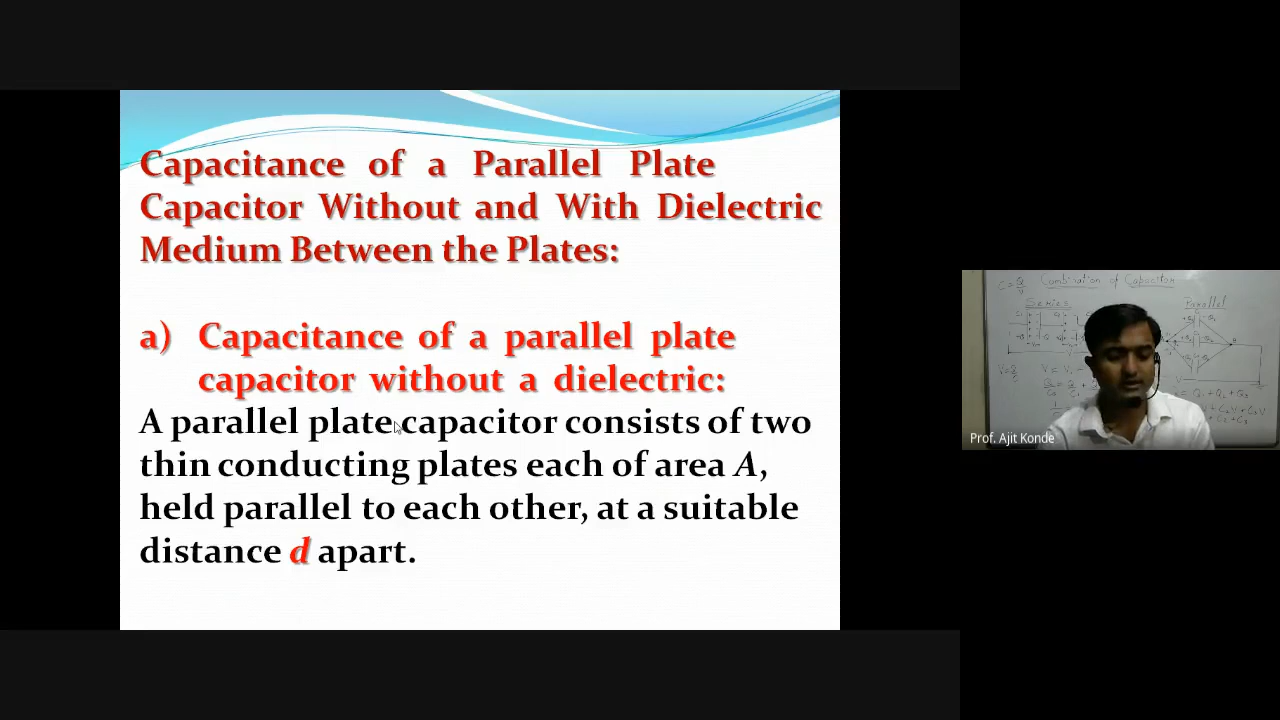 Capacitance of a Parallel Plate
Capacitor Without and With Dielectric
Medium Between the Plates:
a) Capacitance of a parallel plate
capacitor without a dielectric:
A parallel plate capacitor consists of two
thin conducting plates each of area A,
held parallel to each other, at a suitable
distance d apart.
Combination of Capacitor
Series
Parallel
Prof. Ajit Konde